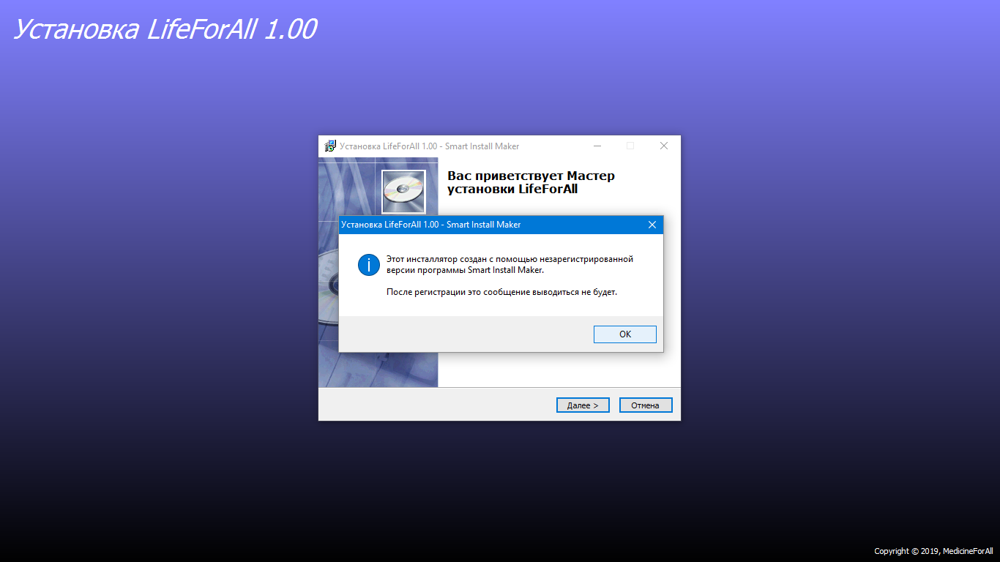 Установка LifeForAll 1.00
Установка LifeForAll 1.00 - Smart Install Maker
Вас приветствует Мастер
установки LifeForAll
Установка LifeForAll 1.00 - Smart Install Maker
Этот инсталлятор создан с помощью незарегистрированной
версии программы Smart Install Maker.
После регистрации это сообщение выводиться не будет.
OK
Далее >
Отмена
Copyright © 2019, MedicineForAll